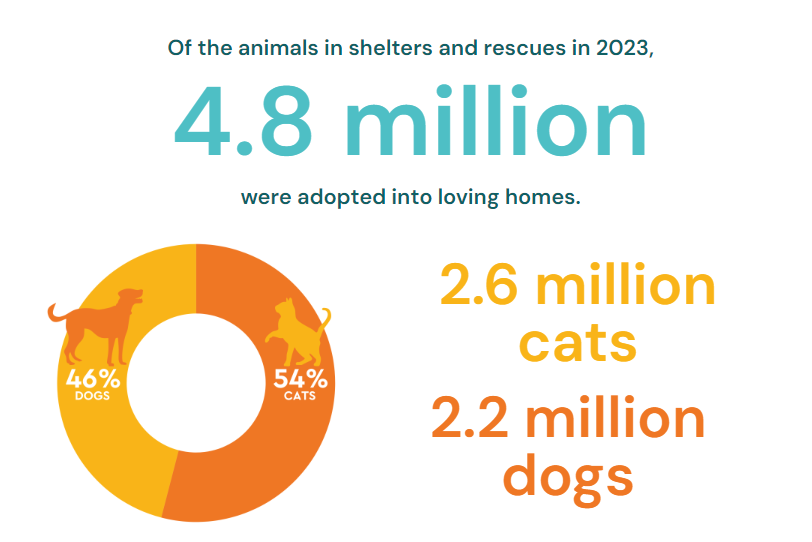 Of the animals in shelters and rescues in 2023,
4.8 million
were adopted into loving homes.
46%
DOGS
54%
CATS
2.6 million
cats
2.2 million
dogs